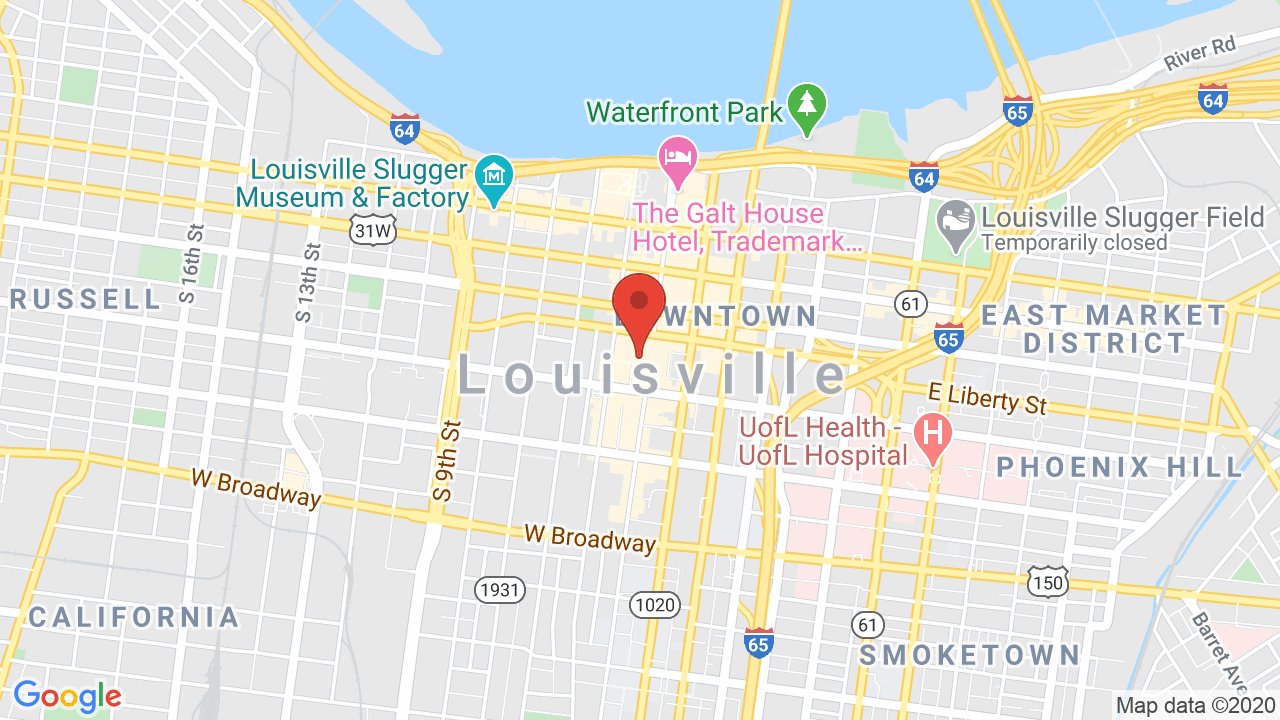 River Rd
64
65
Waterfront Park
64
Louisville Slugger
Museum & Factory
64
The Galt House
Hotel, Trademark...
Louisville Slugger Field
Temporarily closed
31W
S 16th St
S 13th St
RUSSELL
61
DOWNTOWN
EAST MARKET
DISTRICT
65
Louisville
E Liberty St
UofL Health -
UofL Hospital
H
PHOENIX HILL
S 9th St
W Broadway
W Broadway
1931
1020
150
CALIFORNIA
61
65
SMOKETOWN
Barret Ave
Google
Map data ©2020